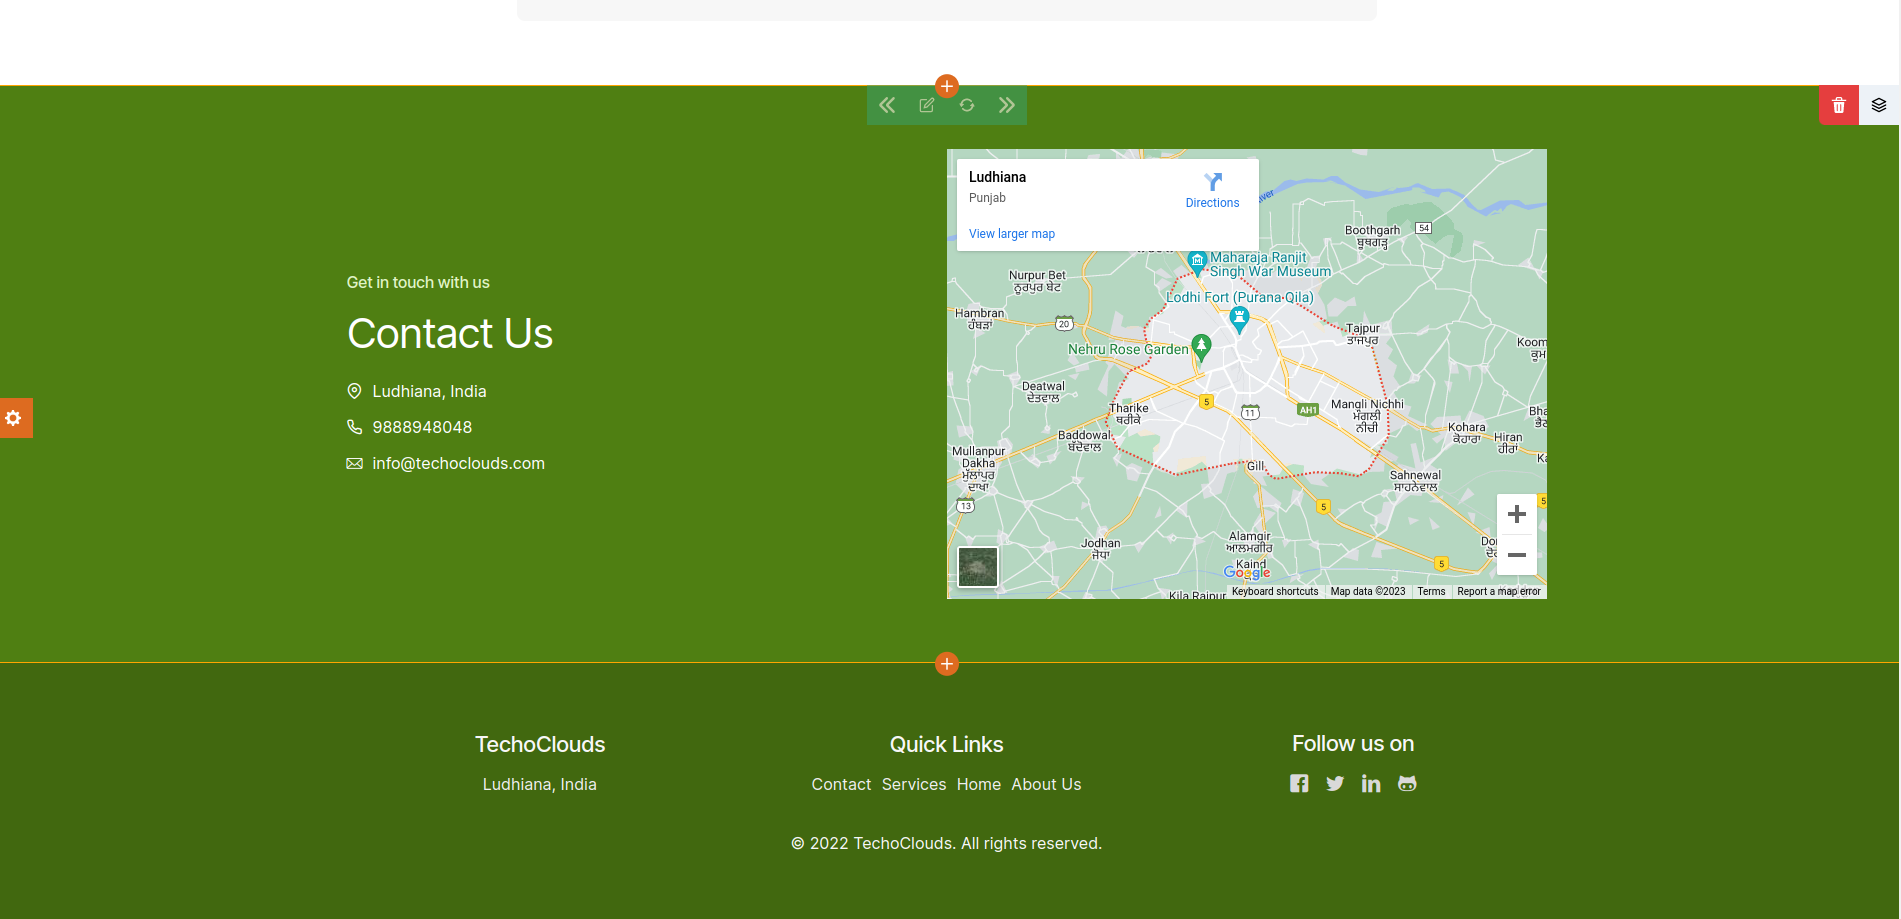 Get in touch with us
Contact Us
Ludhiana, India
9888948048
info@techoclouds.com
Ludhiana
Punjab
Directions
View larger map
Boothgarh
ਬੂਥਗੜ੍ਹ
54
Maharaja Ranjit
Singh War Museum
Nurpur Bet
ਨੂਰਪੁਰ ਬੇਟ
Lodhi Fort (Purana Qila)
Hambran
ਹੰਬੜਾਂ
20
Tajpur
ਤਾਜਪੁਰ
Nehru Rose Garden
Koom
ਕੂਮ
Deatwal
ਦੇਤਵਾਲ
5
11
AH1
Tharike
ਥਰੀਕੇ
Mangli Nichhi
ਮੰਗਲੀ
ਨੀਚੀ
Baddowal
ਬੱਦੋਵਾਲ
Kohara
ਕੋਹਾਰਾ
Hiran
ਹੀਰਾਂ
Mullanpur
Dakha
ਮੁੱਲਾਂਪੁਰ
ਦਾਖਾ
Gill
Sahnewal
ਸਾਹਨੇਵਾਲ
13
5
5
Jodhan
ਜੋਧਾਂ
Alamgir
ਆਲਮਗੀਰ
Kaind
Google
5
Kila Raipur
Keyboard shortcuts
Map data ©2023
Terms
Report a map error
TechoClouds
Ludhiana, India
Quick Links
Contact Services Home About Us
Follow us on
© 2022 TechoClouds. All rights reserved.